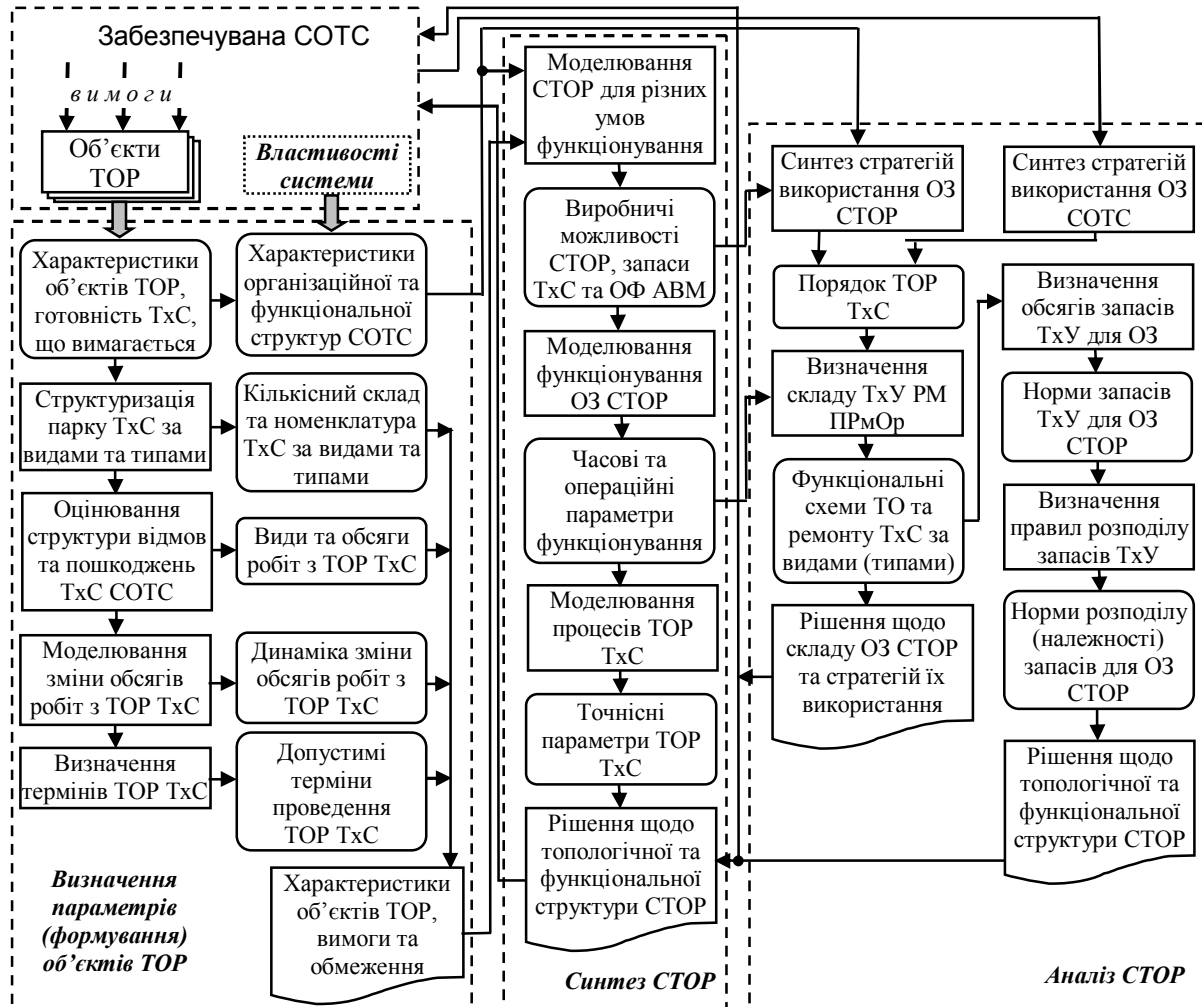 Забезпечувана СОТС
вимоги
Об’єкти
ТОР
Властивості
системи
Характеристики
об’єктів ТОР,
готовність ТхС,
що вимагається
Характеристики
організаційної та
функціональної
структур СОТС
Структуризація
парку ТхС за
видами та типами
Кількісний склад
та номенклатура
ТхС за видами та
типами
Оцінювання
структури відмов
та пошкоджень
ТхС СОТС
Види та обсяги
робіт з ТОР ТхС
Моделювання
зміни обсягів
робіт з ТОР ТхС
Динаміка зміни
обсягів робіт з
ТОР ТхС
Визначення
термінів ТОР ТхС
Допустимі
терміни
проведення
ТОР ТхС
Характеристики
об’єктів ТОР,
вимоги та
обмеження
Визначення
параметрів
(формування)
об’єктів ТОР
Моделювання
СТОР для різних
умов
функціонування
Виробничі
можливості
СТОР, запаси
ТхС та ОФ АВМ
Моделювання
функціонування
ОЗ СТОР
Часові та
операційні
параметри
функціонування
Моделювання
процесів ТОР
ТхС
Точнісні
параметри ТОР
ТхС
Рішення щодо
топологічної та
функціональної
структури СТОР
Синтез СТОР
Синтез стратегій
використання ОЗ
СТОР
Синтез стратегій
використання ОЗ
СОТС
Порядок ТОР
ТхС
Визначення
складу ТхУ РМ
ПРмОр
Функціональні
схеми ТО та
ремонту ТхС за
видами (типами)
Рішення щодо
складу ОЗ СТОР
та стратегій їх
використання
Визначення
обсягів запасів
ТхУ для ОЗ
Норми запасів
ТхУ для ОЗ
СТОР
Визначення
правил розподілу
запасів ТхУ
Норми розподілу
(належності)
запасів для ОЗ
СТОР
Рішення щодо
топологічної та
функціональної
структури СТОР
Аналіз СТОР